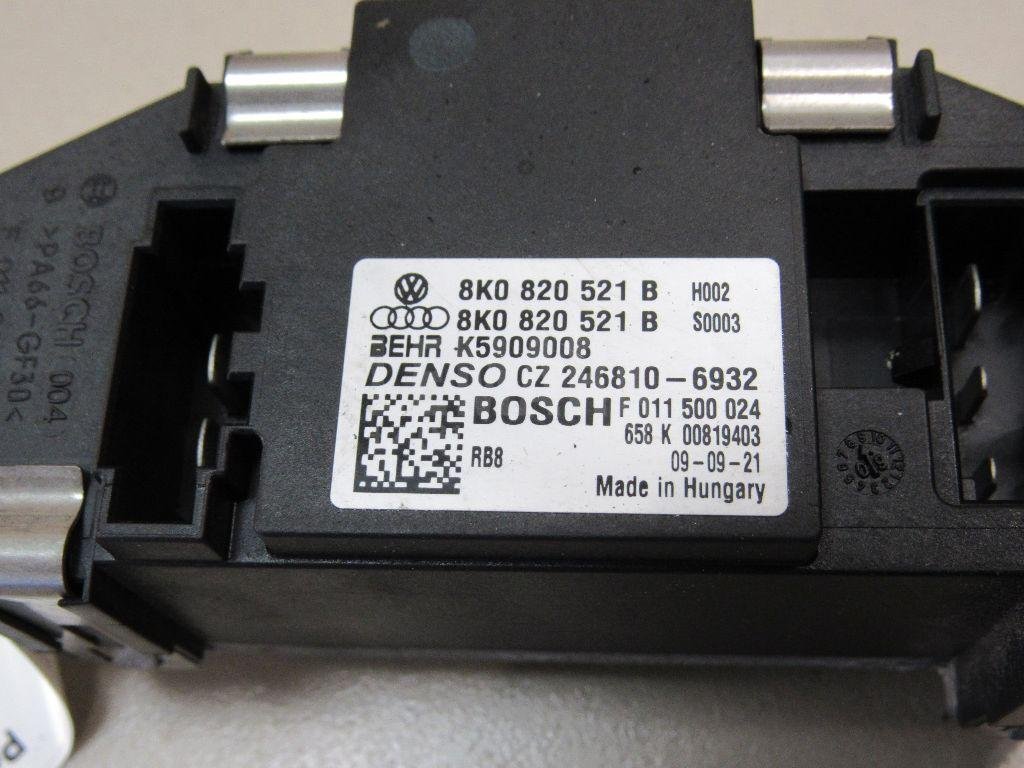 8K0 820 521 B H002
8K0 820 521 B S0003
BEHR K5909008
DENSO CZ 246810-6932
BOSCH F 011 500 024
658 K 00819403
RB8 09-09-21
Made in Hungary
BOSCH (004)
9 >PA66-GF30<